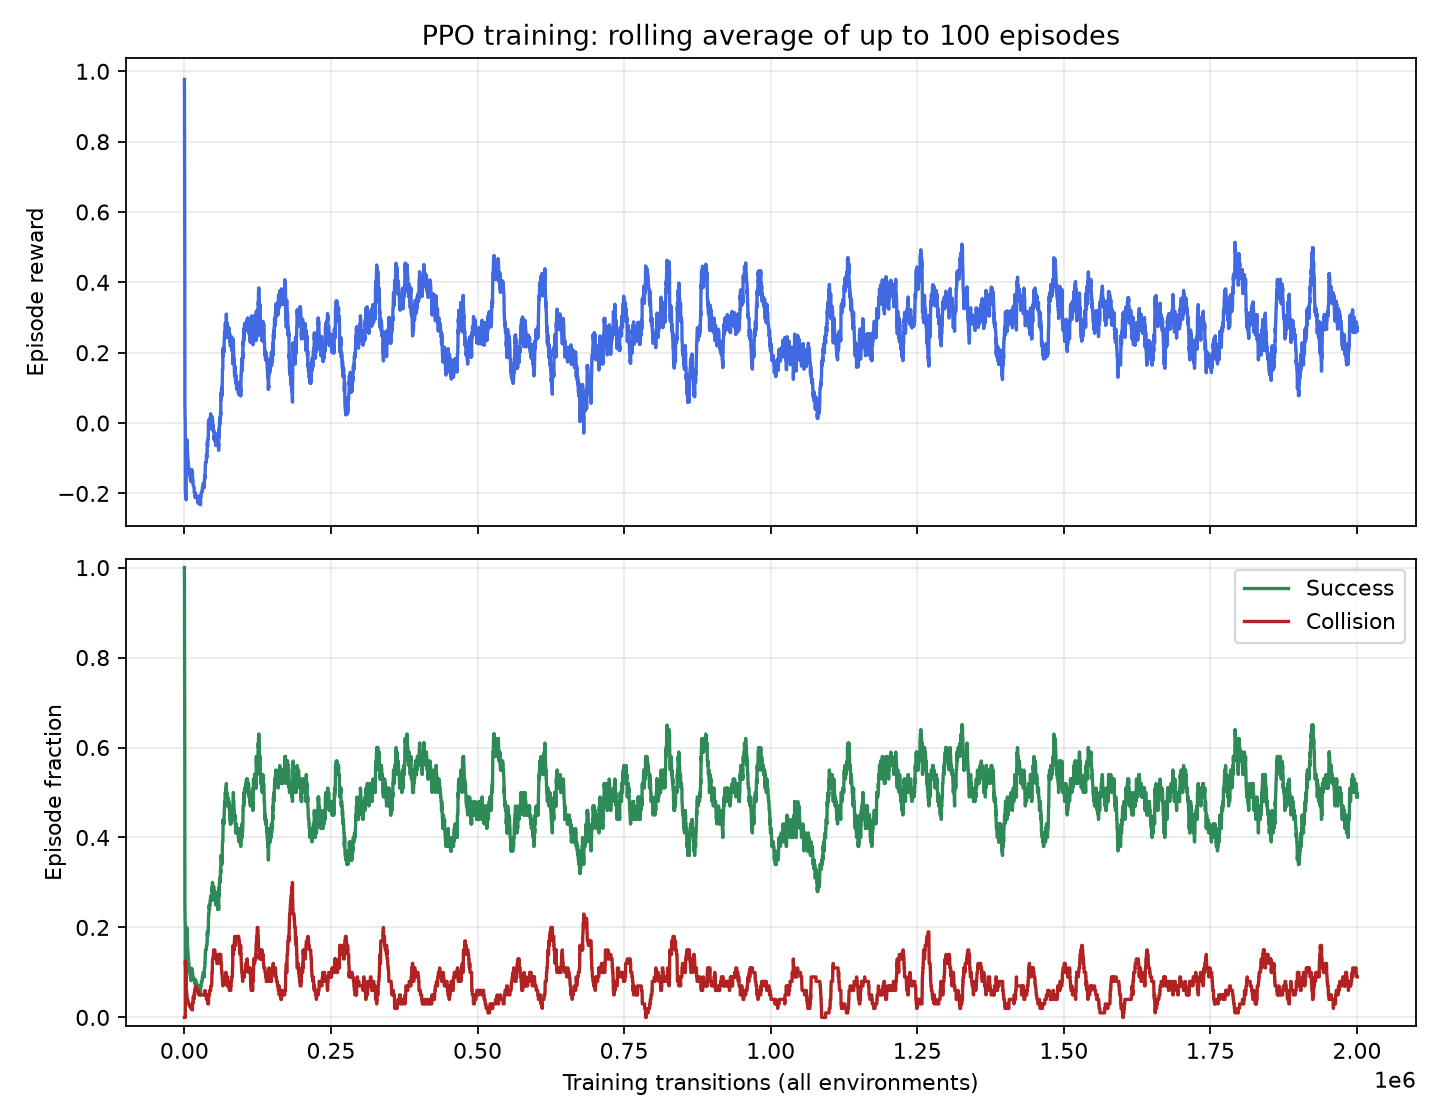 PPO training: rolling average of up to 100 episodes
1.0
0.8
0.6
0.4
0.2
0.0
−0.2
Episode reward
1.0
0.8
0.6
0.4
0.2
0.0
Episode fraction
Success
Collision
0.00 0.25 0.50 0.75 1.00 1.25 1.50 1.75 2.00
1e6
Training transitions (all environments)